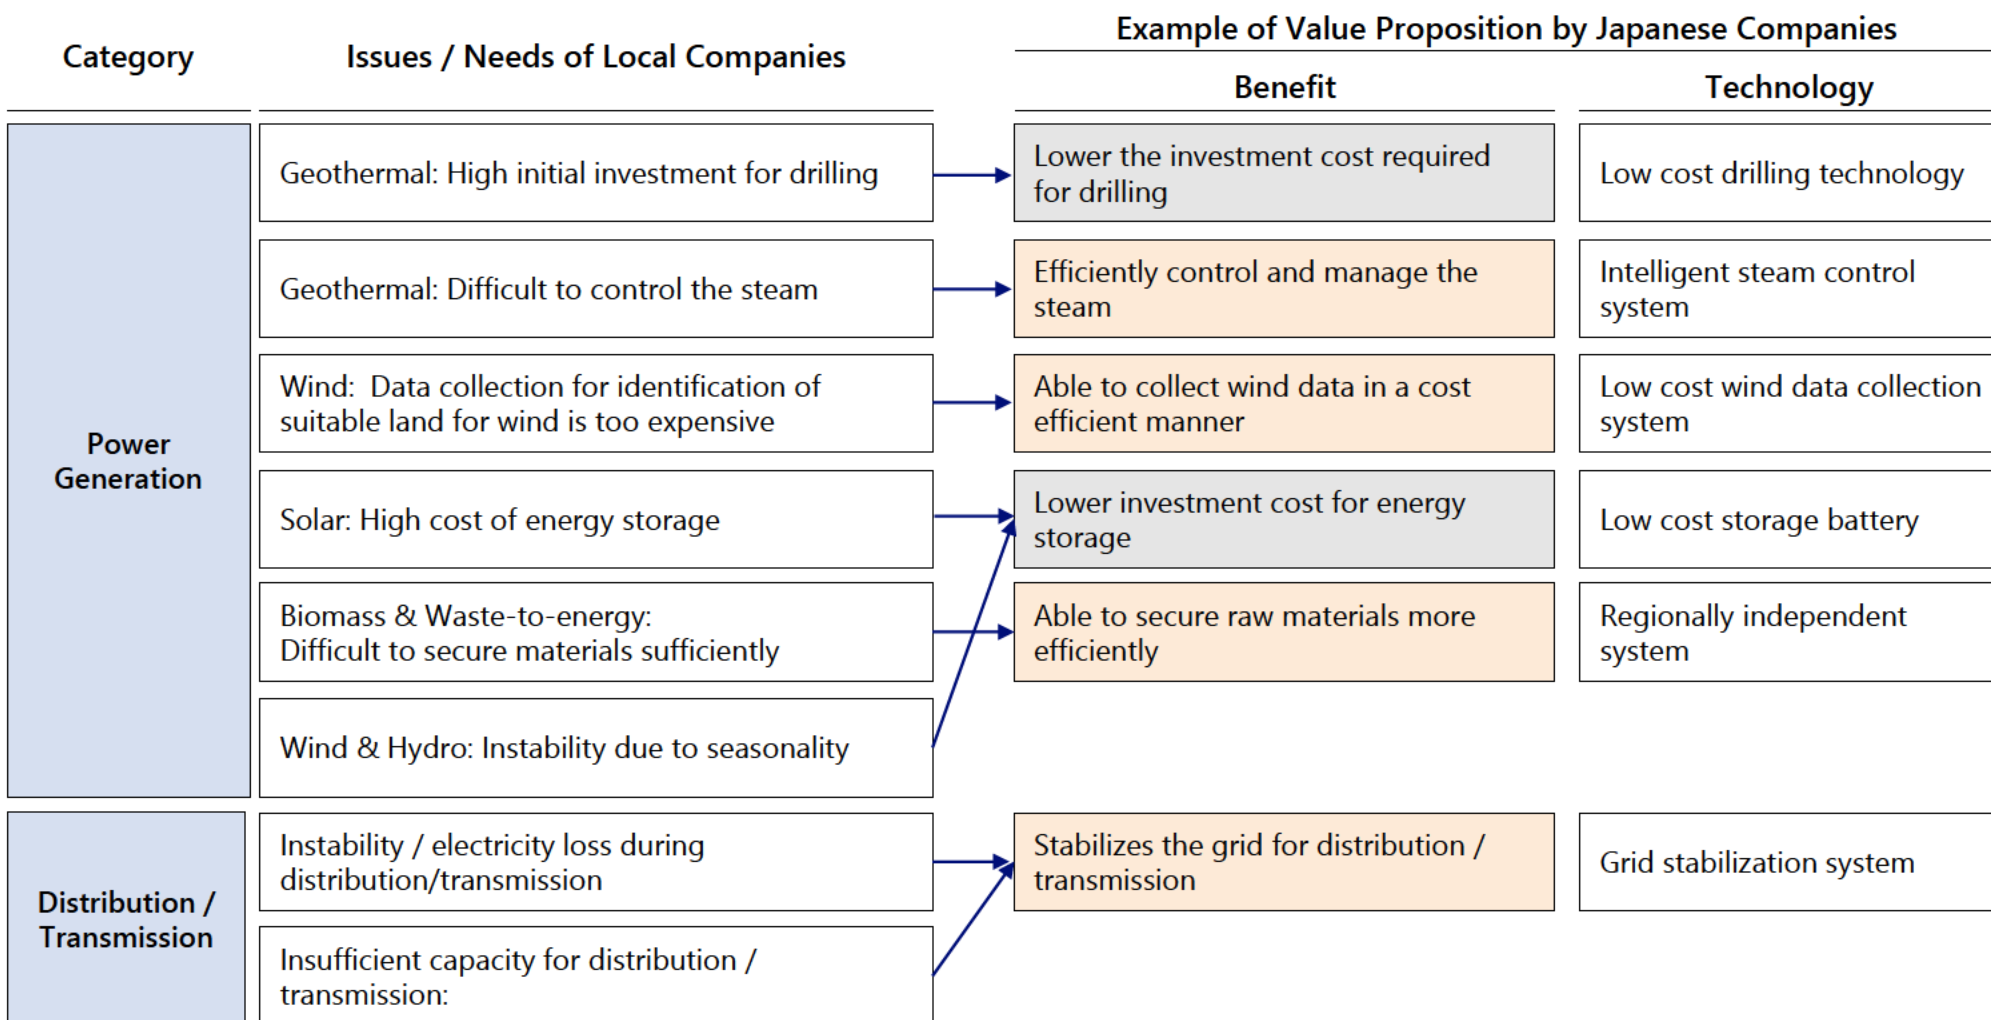 Category
Issues / Needs of Local Companies
Example of Value Proposition by Japanese Companies
Benefit
Technology
Power
Generation
Geothermal: High initial investment for drilling
Lower the investment cost required
for drilling
Low cost drilling technology
Geothermal: Difficult to control the steam
Efficiently control and manage the
steam
Intelligent steam control
system
Wind:  Data collection for identification of
suitable land for wind is too expensive
Able to collect wind data in a cost
efficient manner
Low cost wind data collection
system
Solar: High cost of energy storage
Lower investment cost for energy
storage
Low cost storage battery
Biomass & Waste-to-energy:
Difficult to secure materials sufficiently
Able to secure raw materials more
efficiently
Regionally independent
system
Wind & Hydro: Instability due to seasonality
Distribution /
Transmission
Instability / electricity loss during
distribution/transmission
Stabilizes the grid for distribution /
transmission
Grid stabilization system
Insufficient capacity for distribution /
transmission: